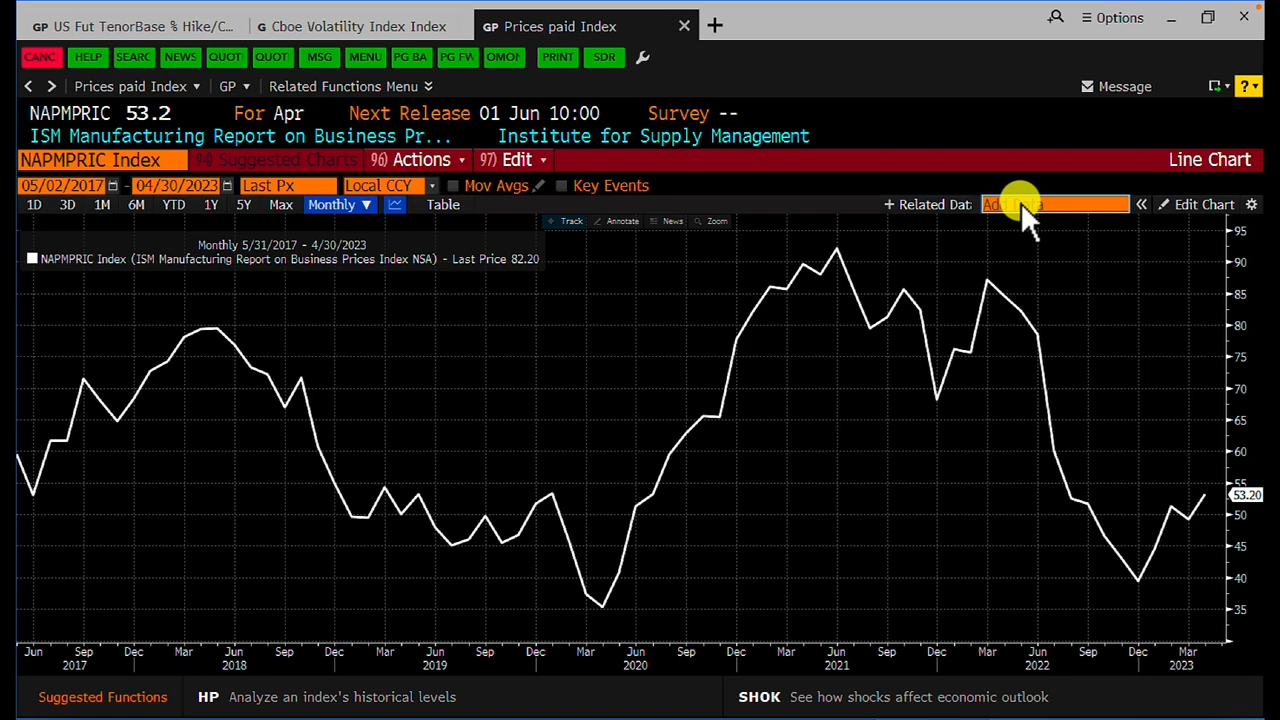 GP US Fut TenorBase % Hike/C... G Cboe Volatility Index Index GP Prices paid Index Options
CANC HELP SEARC NEWS QUOT QUOT MSG MENU PG BA PG FW OMON PRINT SDR
Prices paid Index GP Related Functions Menu Message ?
NAPMPRIC 53.2 For Apr Next Release 01 Jun 10:00 Survey --
ISM Manufacturing Report on Business Pr... Institute for Supply Management
NAPMPRIC Index 94) Suggested Charts 96) Actions 97) Edit Line Chart
05/02/2017 - 04/30/2023 Last Px Local CCY Mov Avgs Key Events
1D 3D 1M 6M YTD 1Y 5Y Max Monthly ▼ Table + Related Dat Add Data « Edit Chart
Track Annotate News Zoom
Monthly 5/31/2017 - 4/30/2023
NAPMPRIC Index (ISM Manufacturing Report on Business Prices Index NSA) - Last Price 82.20
95
90
85
80
75
70
65
60
55
53.20
50
45
40
35
Jun Sep Dec Mar Jun Sep Dec Mar Jun Sep Dec Mar Jun Sep Dec Mar Jun Sep Dec Mar Jun Sep Dec Mar
2017 2018 2019 2020 2021 2022 2023
Suggested Functions HP Analyze an index's historical levels SHOK See how shocks affect economic outlook